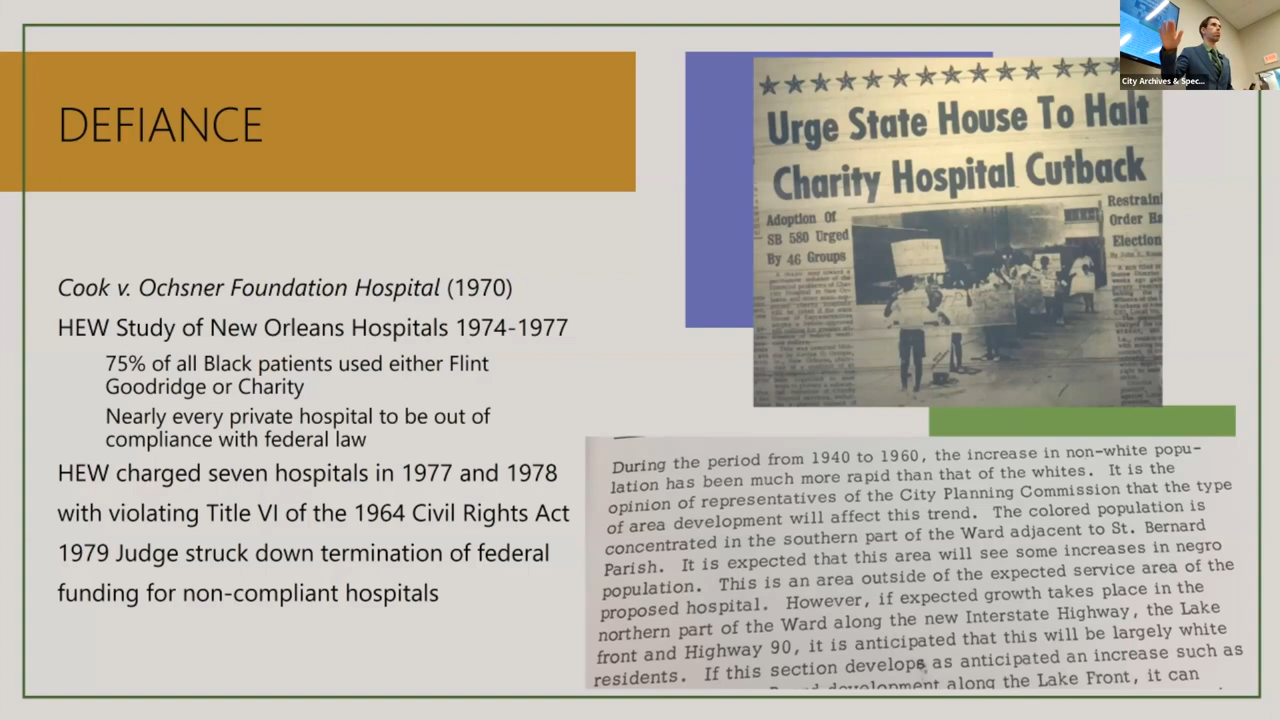 DEFIANCE
Cook v. Ochsner Foundation Hospital (1970)
HEW Study of New Orleans Hospitals 1974-1977
75% of all Black patients used either Flint
Goodridge or Charity
Nearly every private hospital to be out of
compliance with federal law
HEW charged seven hospitals in 1977 and 1978
with violating Title VI of the 1964 Civil Rights Act
1979 Judge struck down termination of federal
funding for non-compliant hospitals
City Archives & Spec...
Urge State House To Halt
Charity Hospital Cutback
Adoption Of
SB 580 Urged
By 46 Groups
Restrain
Order Ha
Election
During the period from 1940 to 1960, the increase in non-white popu-
lation has been much more rapid than that of the whites. It is the
opinion of representatives of the City Planning Commission that the type
of area development will affect this trend. The colored population is
concentrated in the southern part of the Ward adjacent to St. Bernard
Parish. It is expected that this area will see some increases in negro
population. This is an area outside of the expected service area of the
proposed hospital. However, if expected growth takes place in the
northern part of the Ward along the new Interstate Highway, the Lake
front and Highway 90, it is anticipated that this will be largely white
residents. If this section develops as anticipated an increase such as
development along the Lake Front, it can